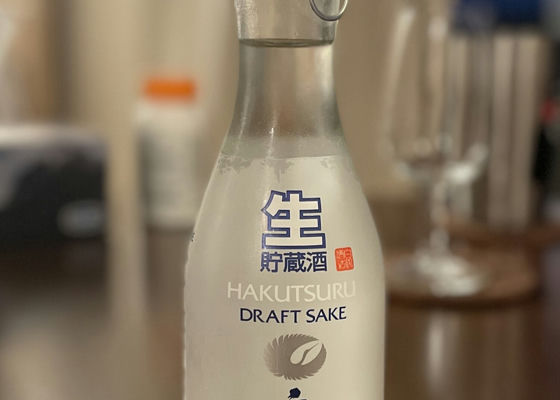 生
貯蔵酒
HAKUTSURU
DRAFT SAKE